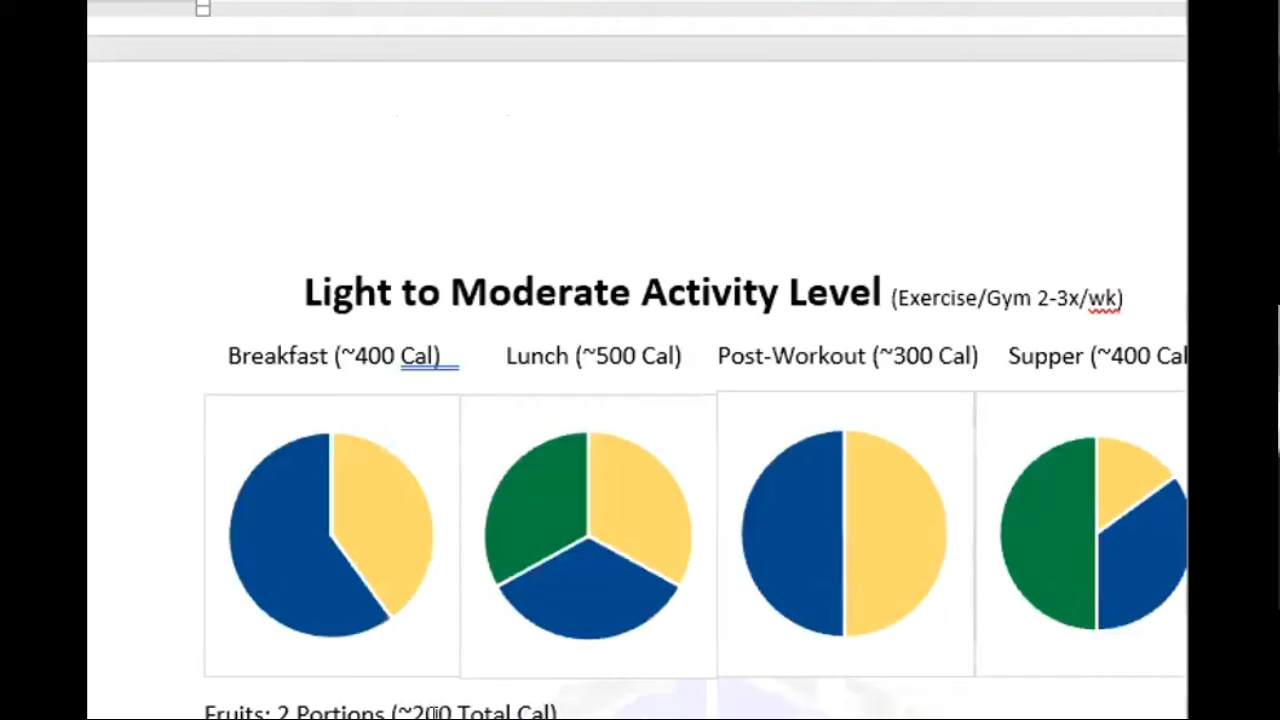 Light to Moderate Activity Level (Exercise/Gym 2-3x/wk)
Breakfast (~400 Cal) Lunch (~500 Cal) Post-Workout (~300 Cal) Supper (~400 Cal
Fruits: 2 Portions (~200 Total Cal)